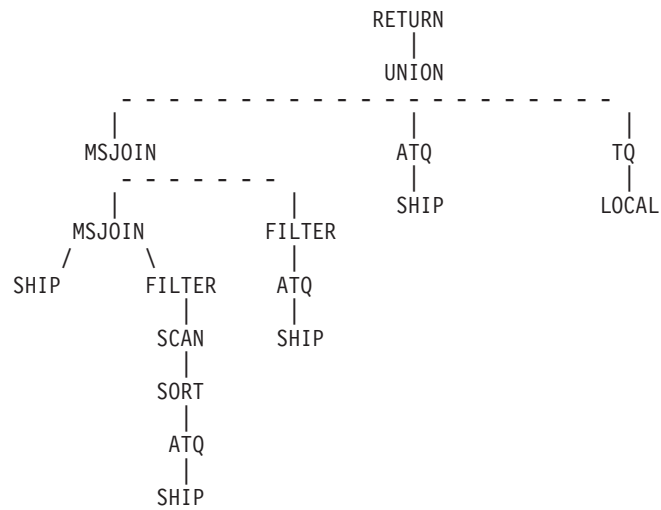 RETURN
|
UNION
- - - - - - - - - - - - - - - - - - - - - -
| | |
MSJOIN ATQ TQ
- - - - - - - | |
| | SHIP LOCAL
MSJOIN FILTER
/ \ |
SHIP FILTER ATQ
| |
SCAN SHIP
|
SORT
|
ATQ
|
SHIP